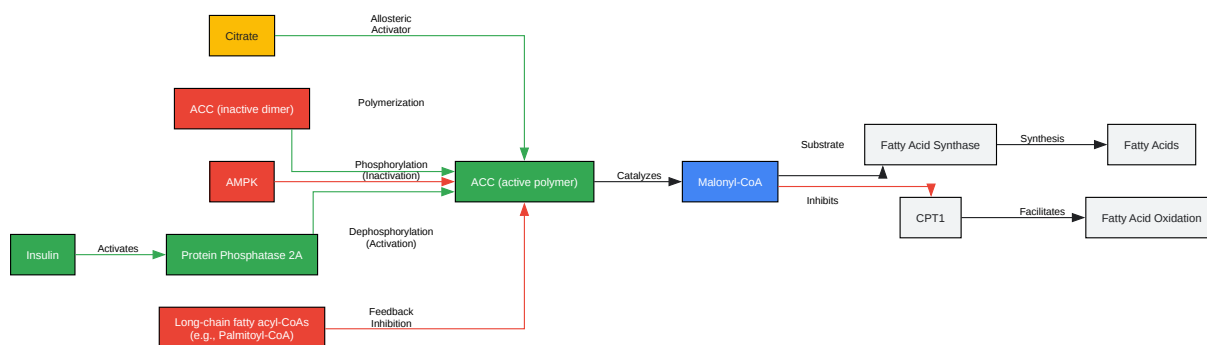 Allosteric
Activator
Citrate
ACC (inactive dimer)
Polymerization
AMPK
Phosphorylation
(Inactivation)
ACC (active polymer)
Catalyzes
Malonyl-CoA
Substrate
Fatty Acid Synthase
Synthesis
Fatty Acids
Inhibits
CPT1
Facilitates
Fatty Acid Oxidation
Dephosphorylation
(Activation)
Insulin
Activates
Protein Phosphatase 2A
Long-chain fatty acyl-CoAs
(e.g., Palmitoyl-CoA)
Feedback
Inhibition